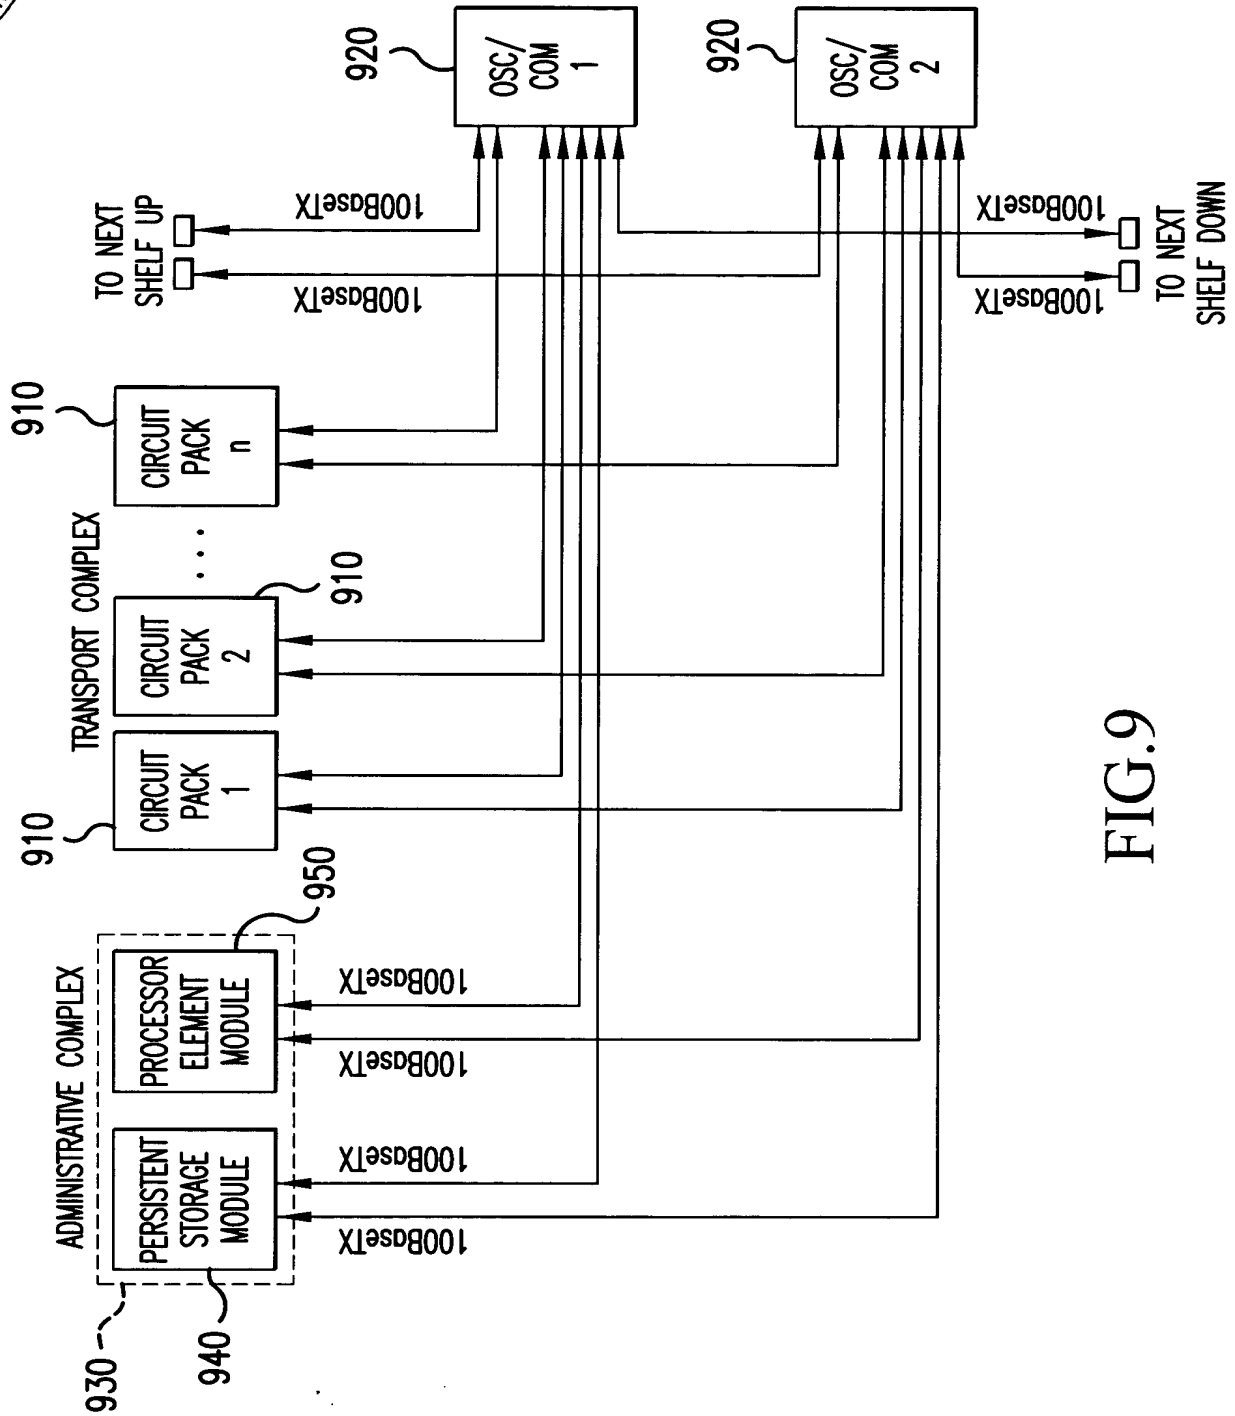 ADMINISTRATIVE COMPLEX
930
940
PERSISTENT
STORAGE
MODULE
PROCESSOR
ELEMENT
MODULE
950
TRANSPORT COMPLEX
910
CIRCUIT
PACK
1
CIRCUIT
PACK
2
910
...
CIRCUIT
PACK
n
910
TO NEXT
SHELF UP
100BaseTX
100BaseTX
100BaseTX
100BaseTX
100BaseTX
100BaseTX
920
OSC/
COM
1
920
OSC/
COM
2
100BaseTX
100BaseTX
TO NEXT
SHELF DOWN
FIG.9